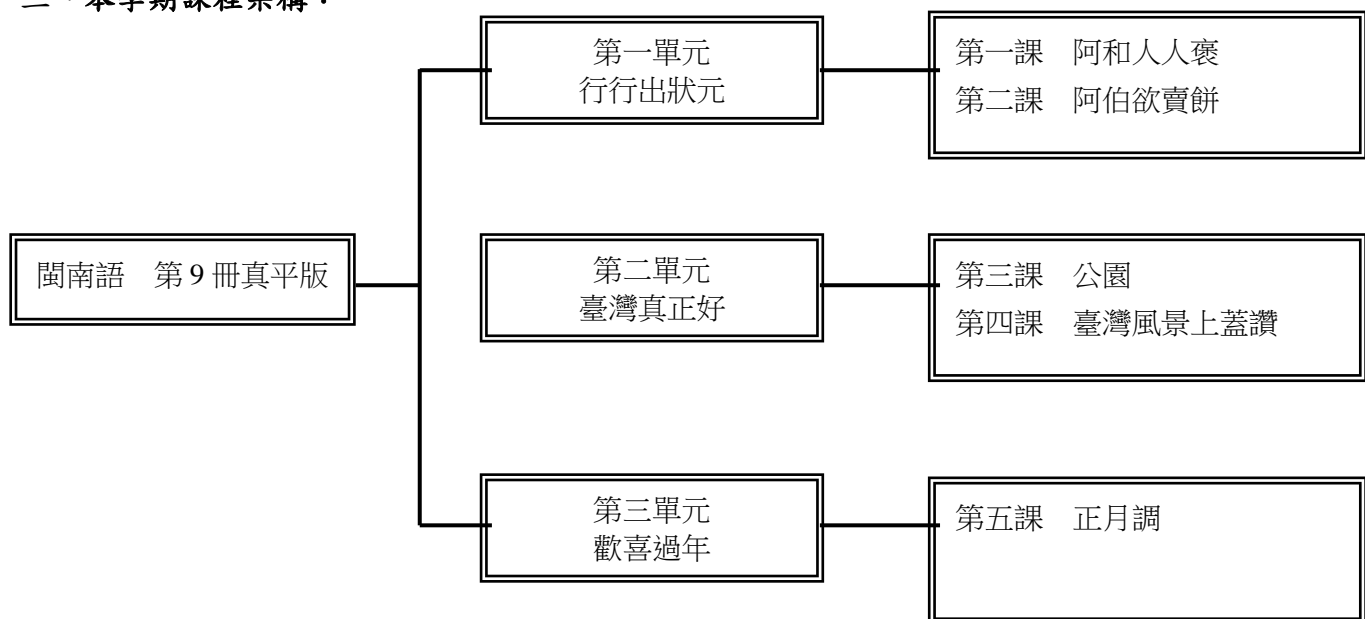 本學期課程架構：
閩南語　第 9 冊真平版
第一單元
行行出狀元
第一課　阿和人人褒
第二課　阿伯欲賣餅
第二單元
臺灣真正好
第三課　公園
第四課　臺灣風景上蓋讚
第三單元
歡喜過年
第五課　正月調